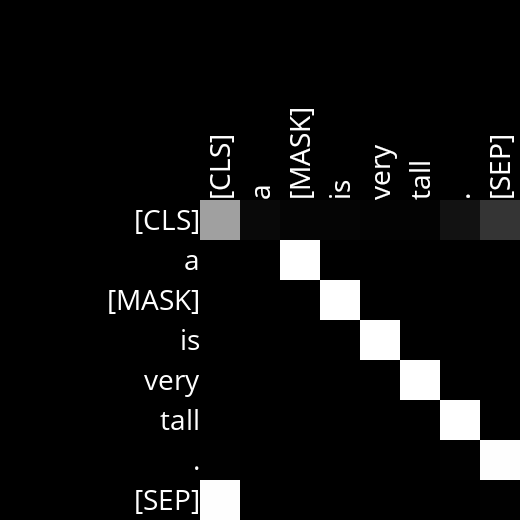 [CLS] a [MASK] is very tall . [SEP]
[CLS]
a
[MASK]
is
very
tall
.
[SEP]